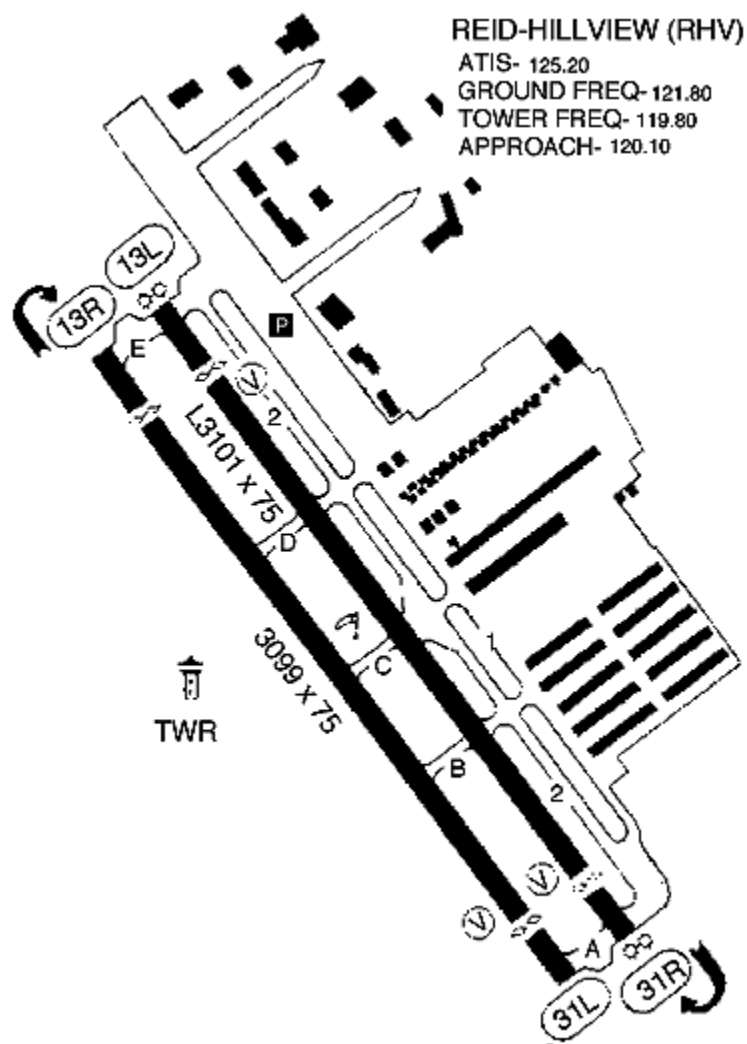 REID-HILLVIEW (RHV)
ATIS- 125.20
GROUND FREQ- 121.80
TOWER FREQ- 119.80
APPROACH- 120.10
13L
13R
E
P
V
2
L3101 X 75
D
1
C
3099 X 75
TWR
B
2
V
V
A
31R
31L